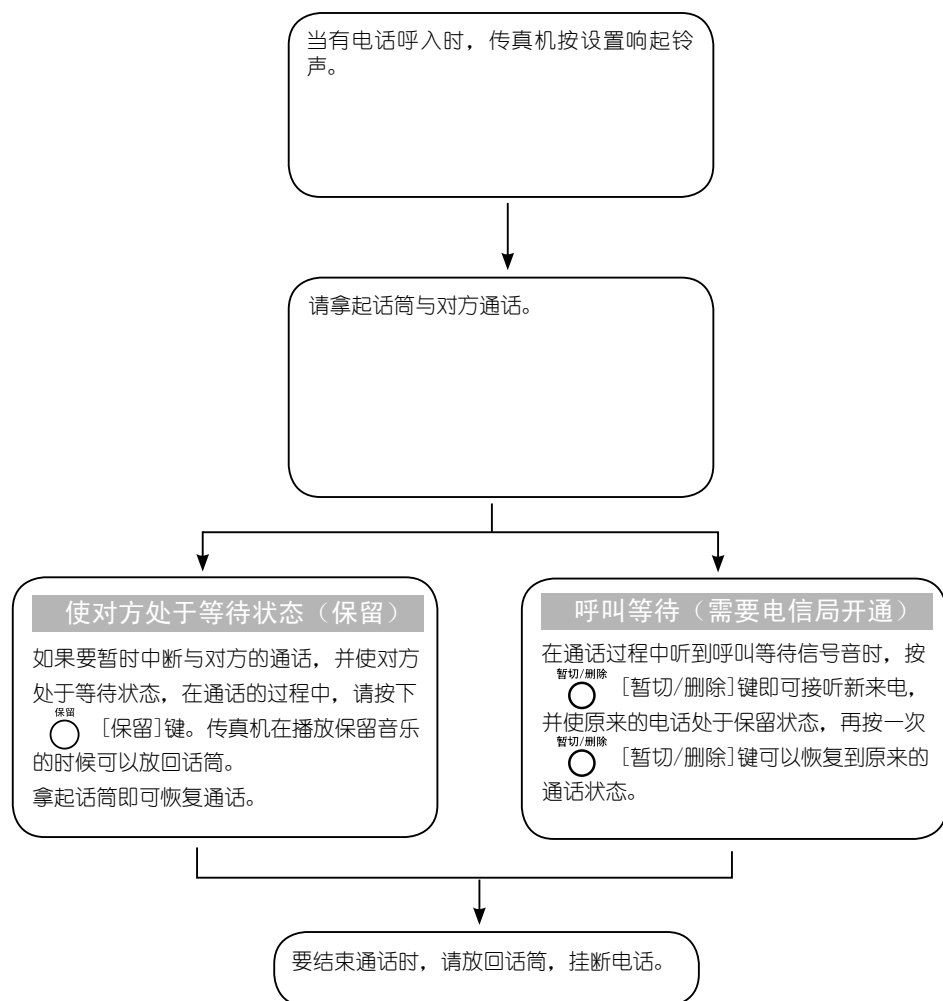 当有电话呼入时，传真机按设置响起铃
声。
请拿起话筒与对方通话。
使对方处于等待状态（保留）
如果要暂时中断与对方的通话，并使对方
处于等待状态，在通话的过程中，请按下
保留
[保留]键。传真机在播放保留音乐
的时候可以放回话筒。
拿起话筒即可恢复通话。
呼叫等待（需要电信局开通）
在通话过程中听到呼叫等待信号音时，按
暂切/删除
[暂切/删除]键即可接听新来电，
并使原来的电话处于保留状态，再按一次
暂切/删除
[暂切/删除]键可以恢复到原来的
通话状态。
要结束通话时，请放回话筒，挂断电话。